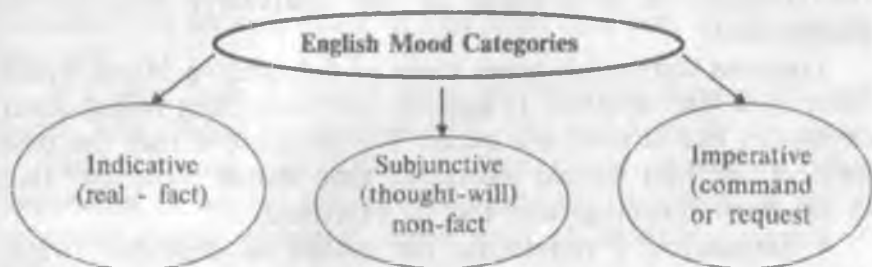 English Mood Categories
Indicative
(real - fact)
Subjunctive
(thought-will)
non-fact
Imperative
(command
or request